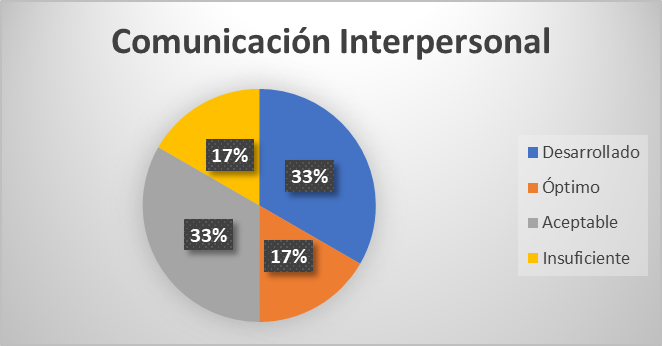 Comunicación Interpersonal
17%
33%
33%
17%
Desarrollado
Óptimo
Aceptable
Insuficiente